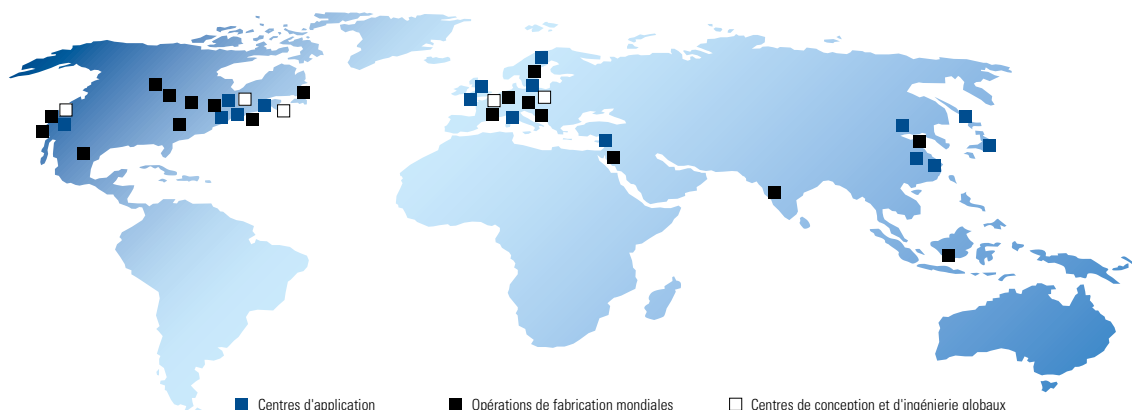 Centres d'application
Opérations de fabrication mondiales
Centres de conception et d'ingénierie globaux